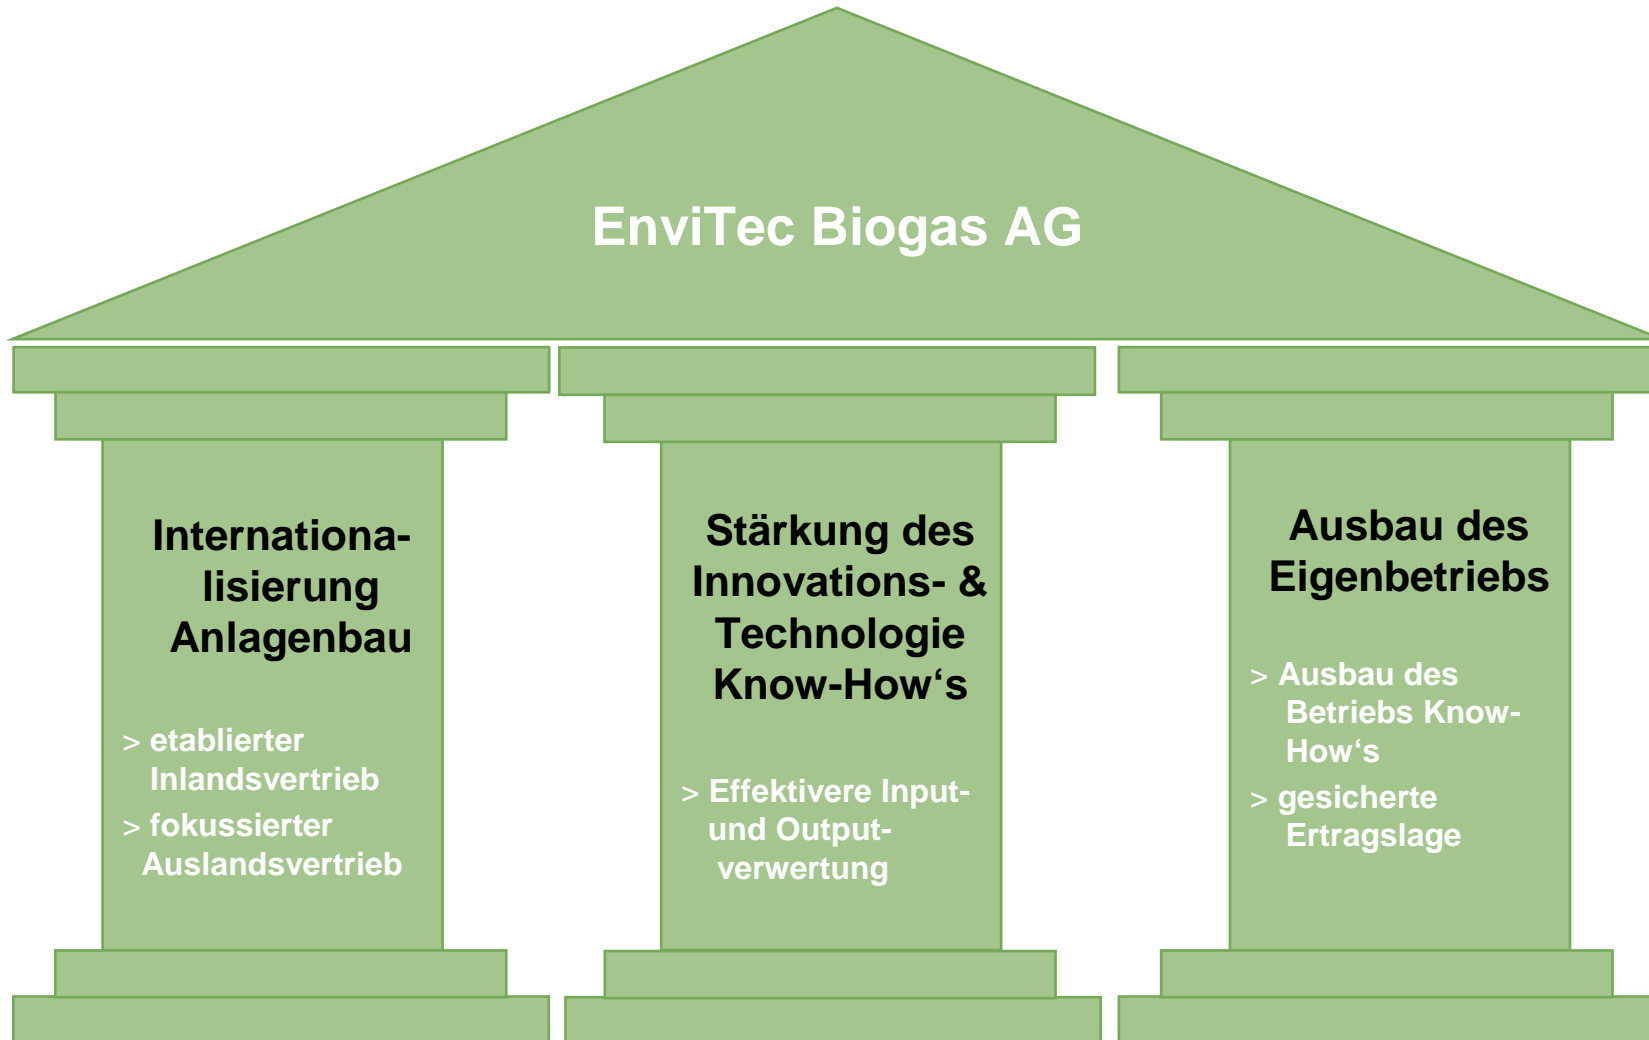 EnviTec Biogas AG
Internationa-
lisierung
Anlagenbau
> etablierter
Inlandsvertrieb
> fokussierter
Auslandsvertrieb
Stärkung des
Innovations- &
Technologie
Know-How‘s
> Effektivere Input-
und Output-
verwertung
Ausbau des
Eigenbetriebs
> Ausbau des
Betriebs Know-
How‘s
> gesicherte
Ertragslage